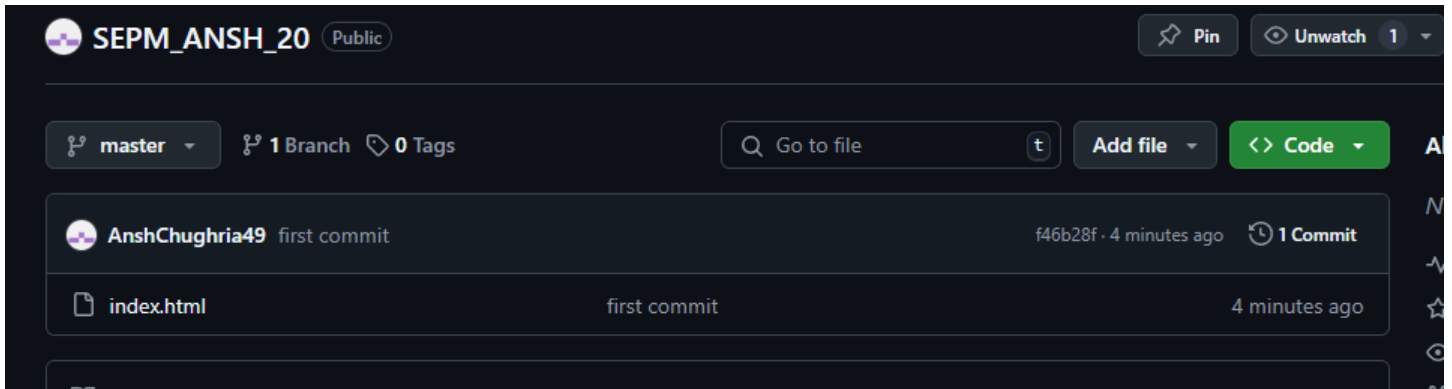 SEPM_ANSH_20 Public Pin Unwatch 1
master 1 Branch 0 Tags Go to file t Add file <> Code
AnshChughria49 first commit f46b28f · 4 minutes ago 1 Commit
index.html first commit 4 minutes ago